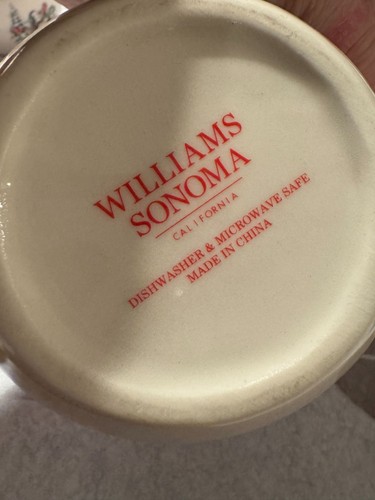 WILLIAMS
SONOMA
CALIFORNIA
DISHWASHER & MICROWAVE SAFE
MADE IN CHINA